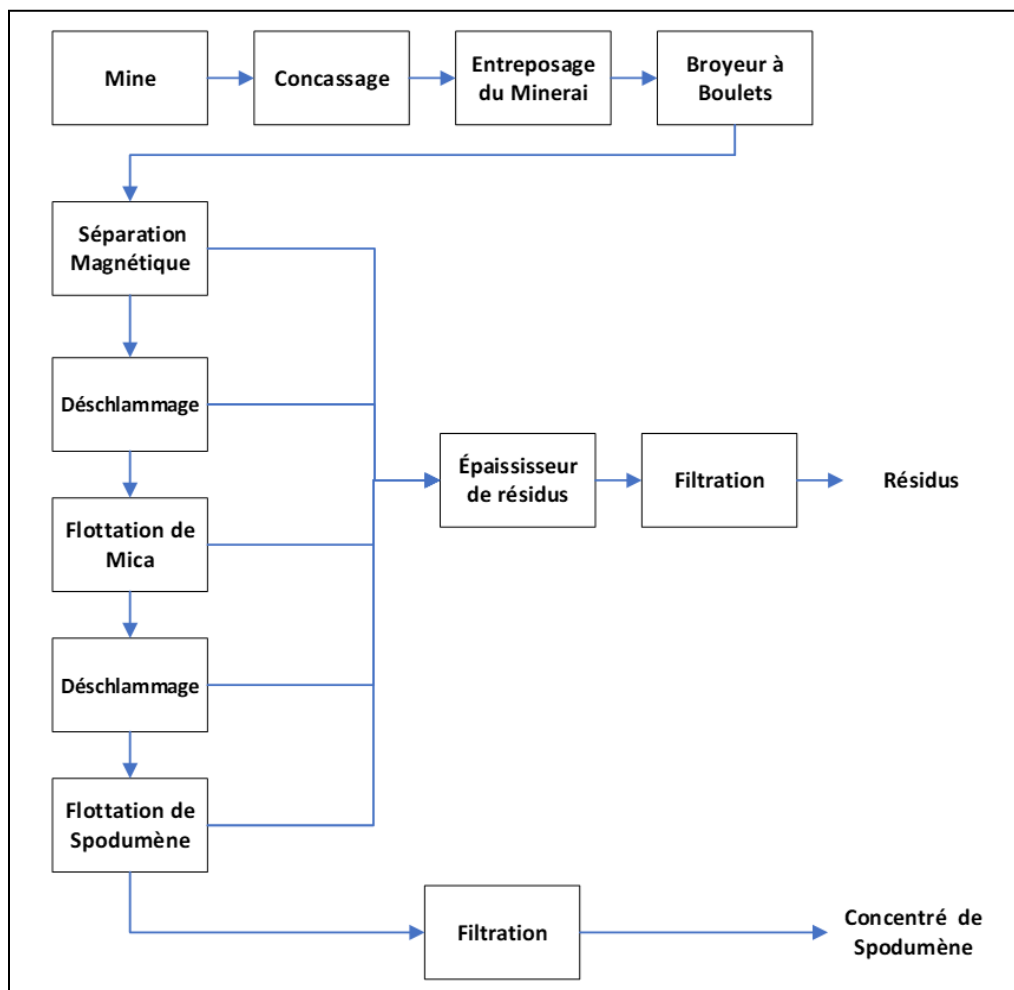 Mine
Concassage
Entreposage
du Minerai
Broyeur à
Boulets
Séparation
Magnétique
Déschlammage
Flottation de
Mica
Déschlammage
Flottation de
Spodumène
Épaississeur
de résidus
Filtration
Résidus
Filtration
Concentré de
Spodumène